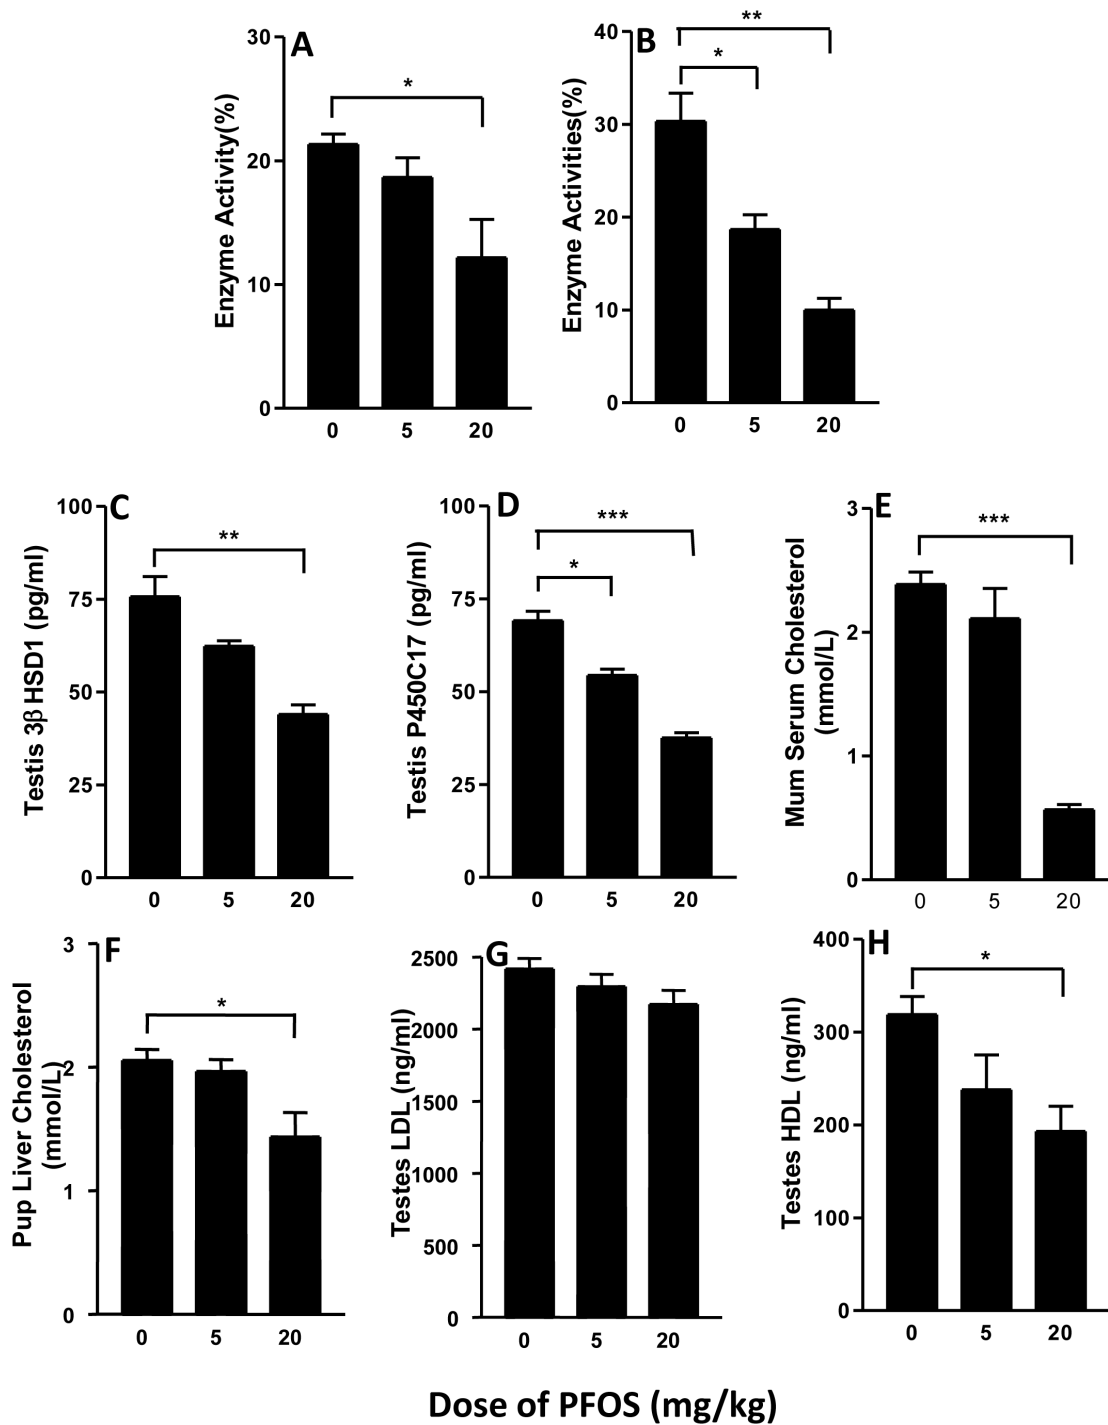 A
Enzyme Activity(%)
30
20
10
0
*
0 5 20
B
Enzyme Activities(%)
40
30
20
10
0
**
*
0 5 20
C
Testis 3β HSD1 (pg/ml)
100
75
50
25
0
**
0 5 20
D
Testis P450C17 (pg/ml)
100
75
50
25
0
***
*
0 5 20
E
Mum Serum Cholesterol
(mmol/L)
3
2
1
0
***
0 5 20
F
Pup Liver Cholesterol
(mmol/L)
3
2
1
0
*
0 5 20
G
Testes LDL (ng/ml)
2500
2000
1500
1000
500
0
0 5 20
H
Testes HDL (ng/ml)
400
300
200
100
0
*
0 5 20
Dose of PFOS (mg/kg)